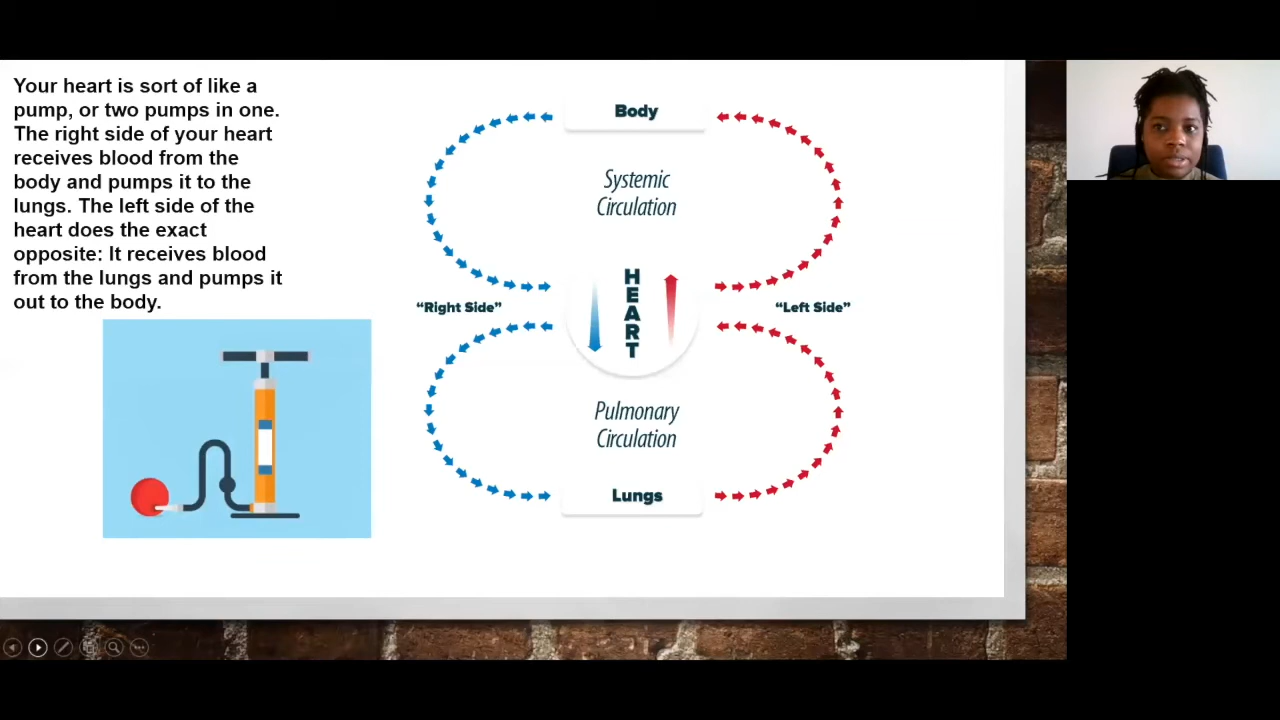 Your heart is sort of like a
pump, or two pumps in one.
The right side of your heart
receives blood from the
body and pumps it to the
lungs. The left side of the
heart does the exact
opposite: It receives blood
from the lungs and pumps it
out to the body.
Body
Systemic
Circulation
HEART
“Right Side”
“Left Side”
Pulmonary
Circulation
Lungs